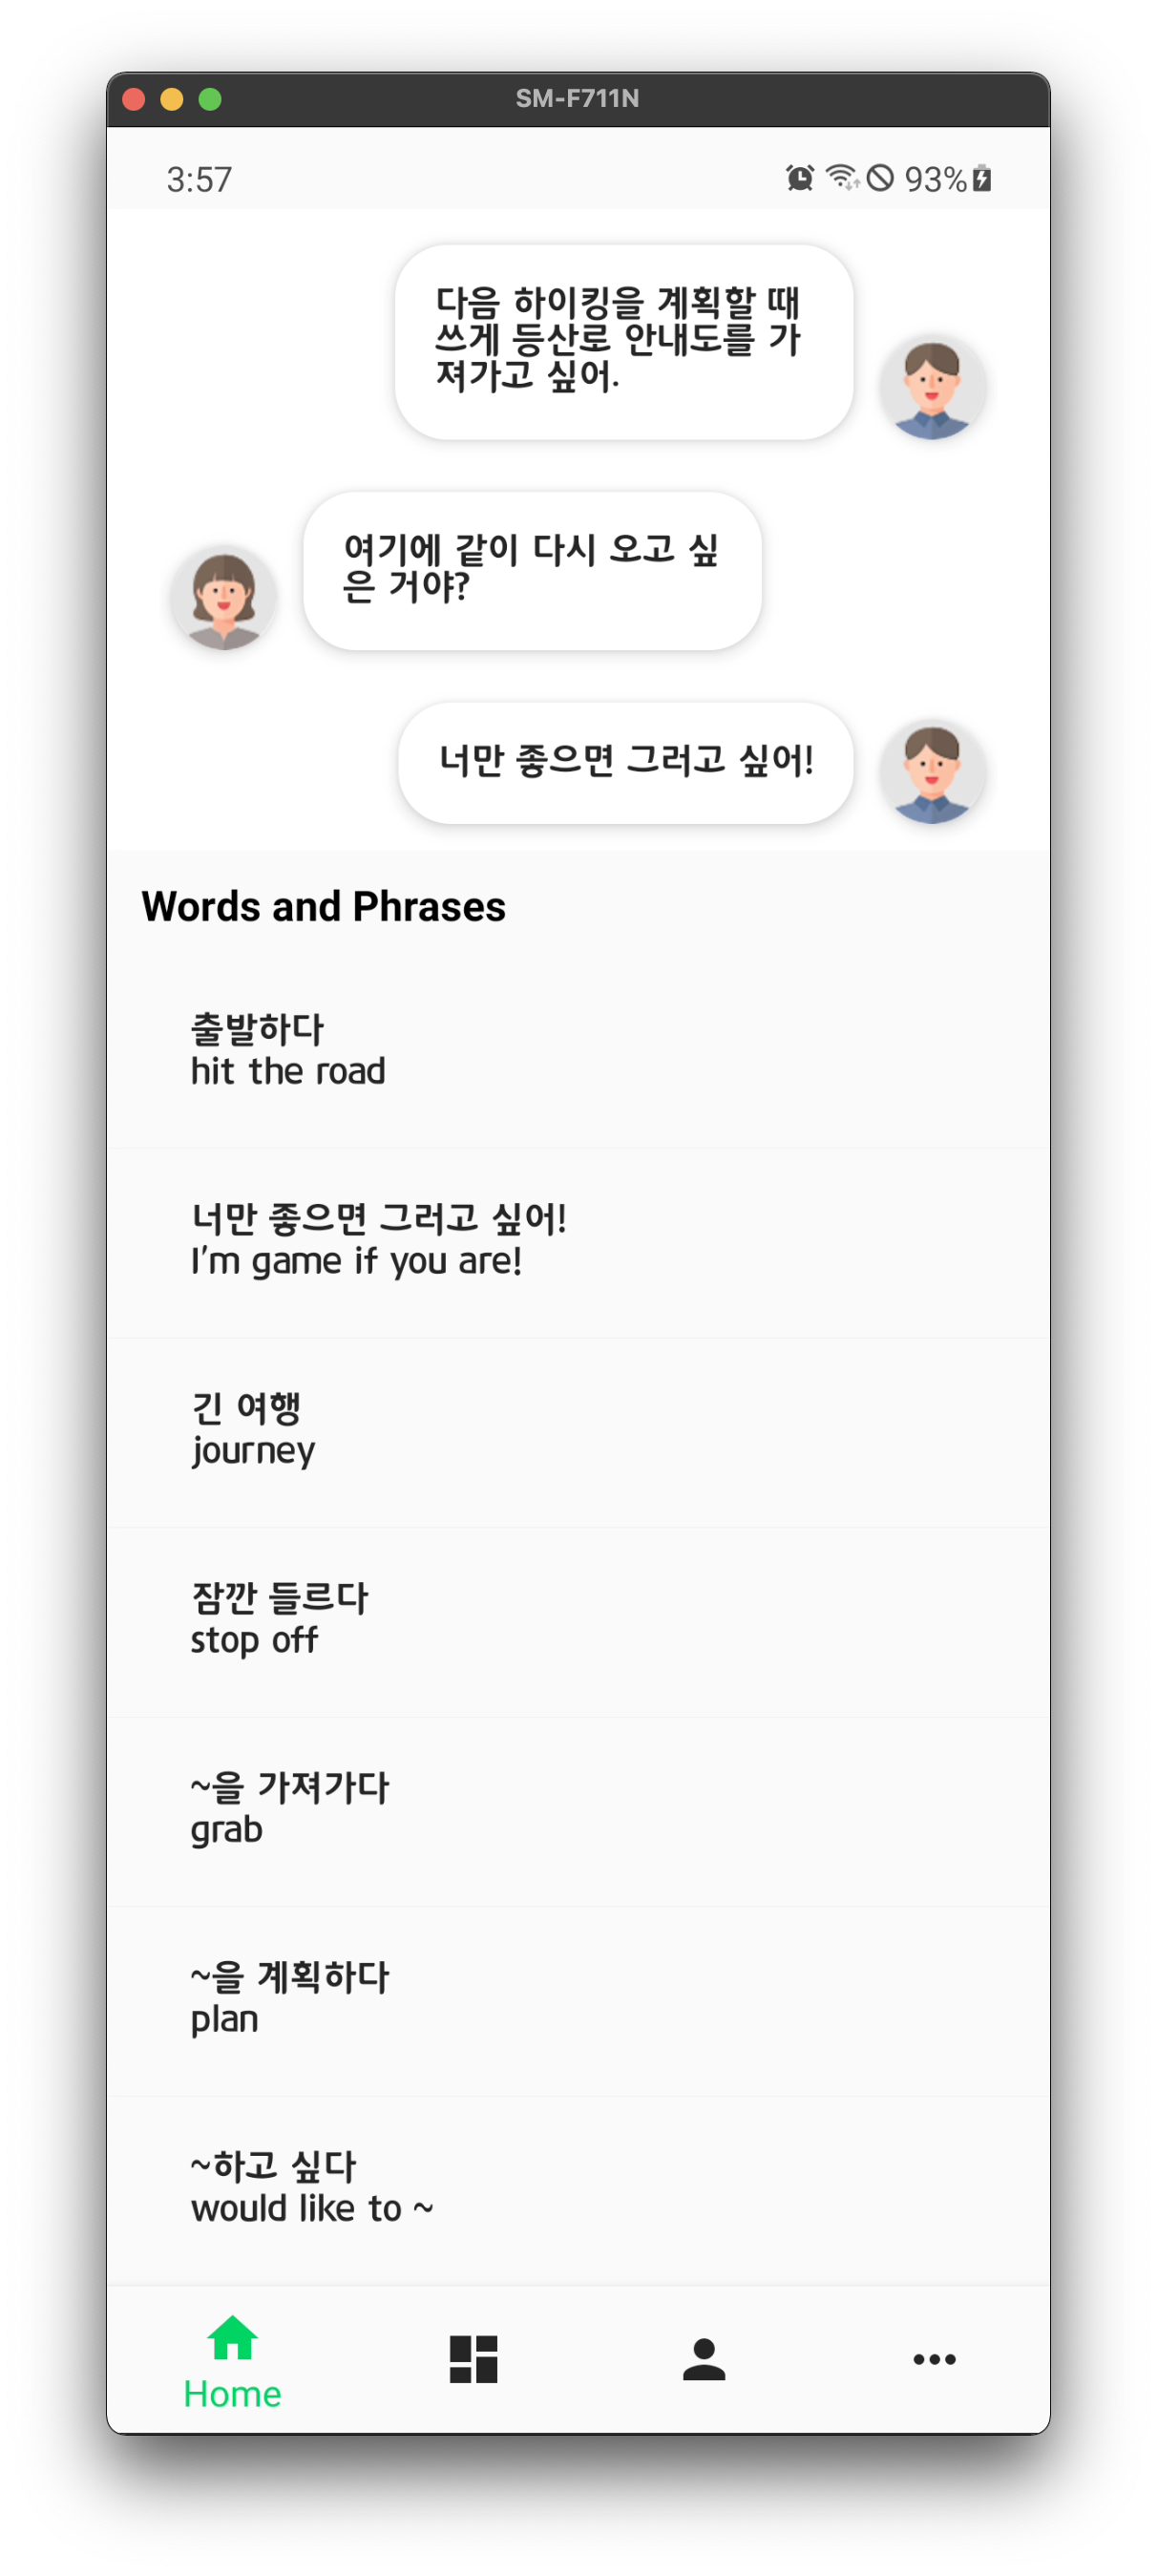 SM-F711N
3:57
93%
다음 하이킹을 계획할 때
쓰게 등산로 안내도를 가
져가고 싶어.
여기에 같이 다시 오고 싶
은 거야?
너만 좋으면 그러고 싶어!
Words and Phrases
출발하다
hit the road
너만 좋으면 그러고 싶어!
I'm game if you are!
긴 여행
journey
잠깐 들르다
stop off
~을 가져가다
grab
~을 계획하다
plan
~하고 싶다
would like to ~
Home